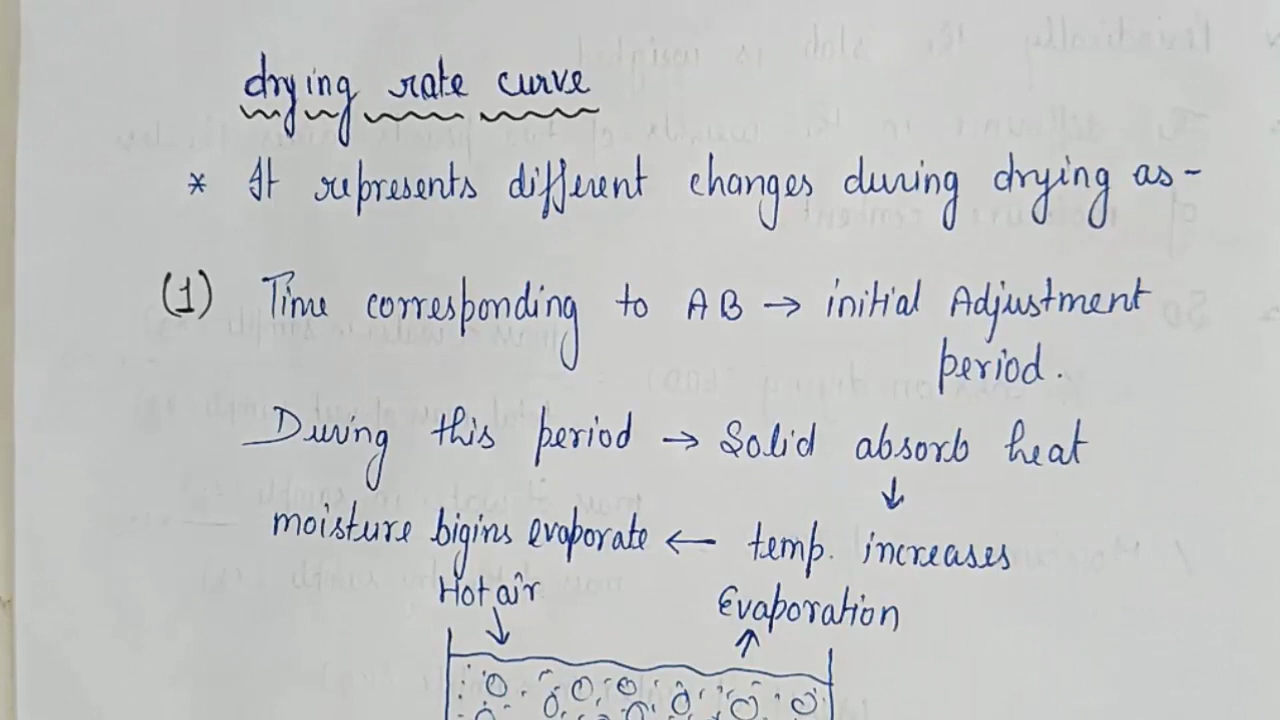 drying rate curve
* It represents different changes during drying as-
(1) Time corresponding to AB → initial Adjustment
period.
During this period → Solid absorb heat
↓
moisture bigins evaporate ← temp. increases
Hot air Evaporation
↓ ↑